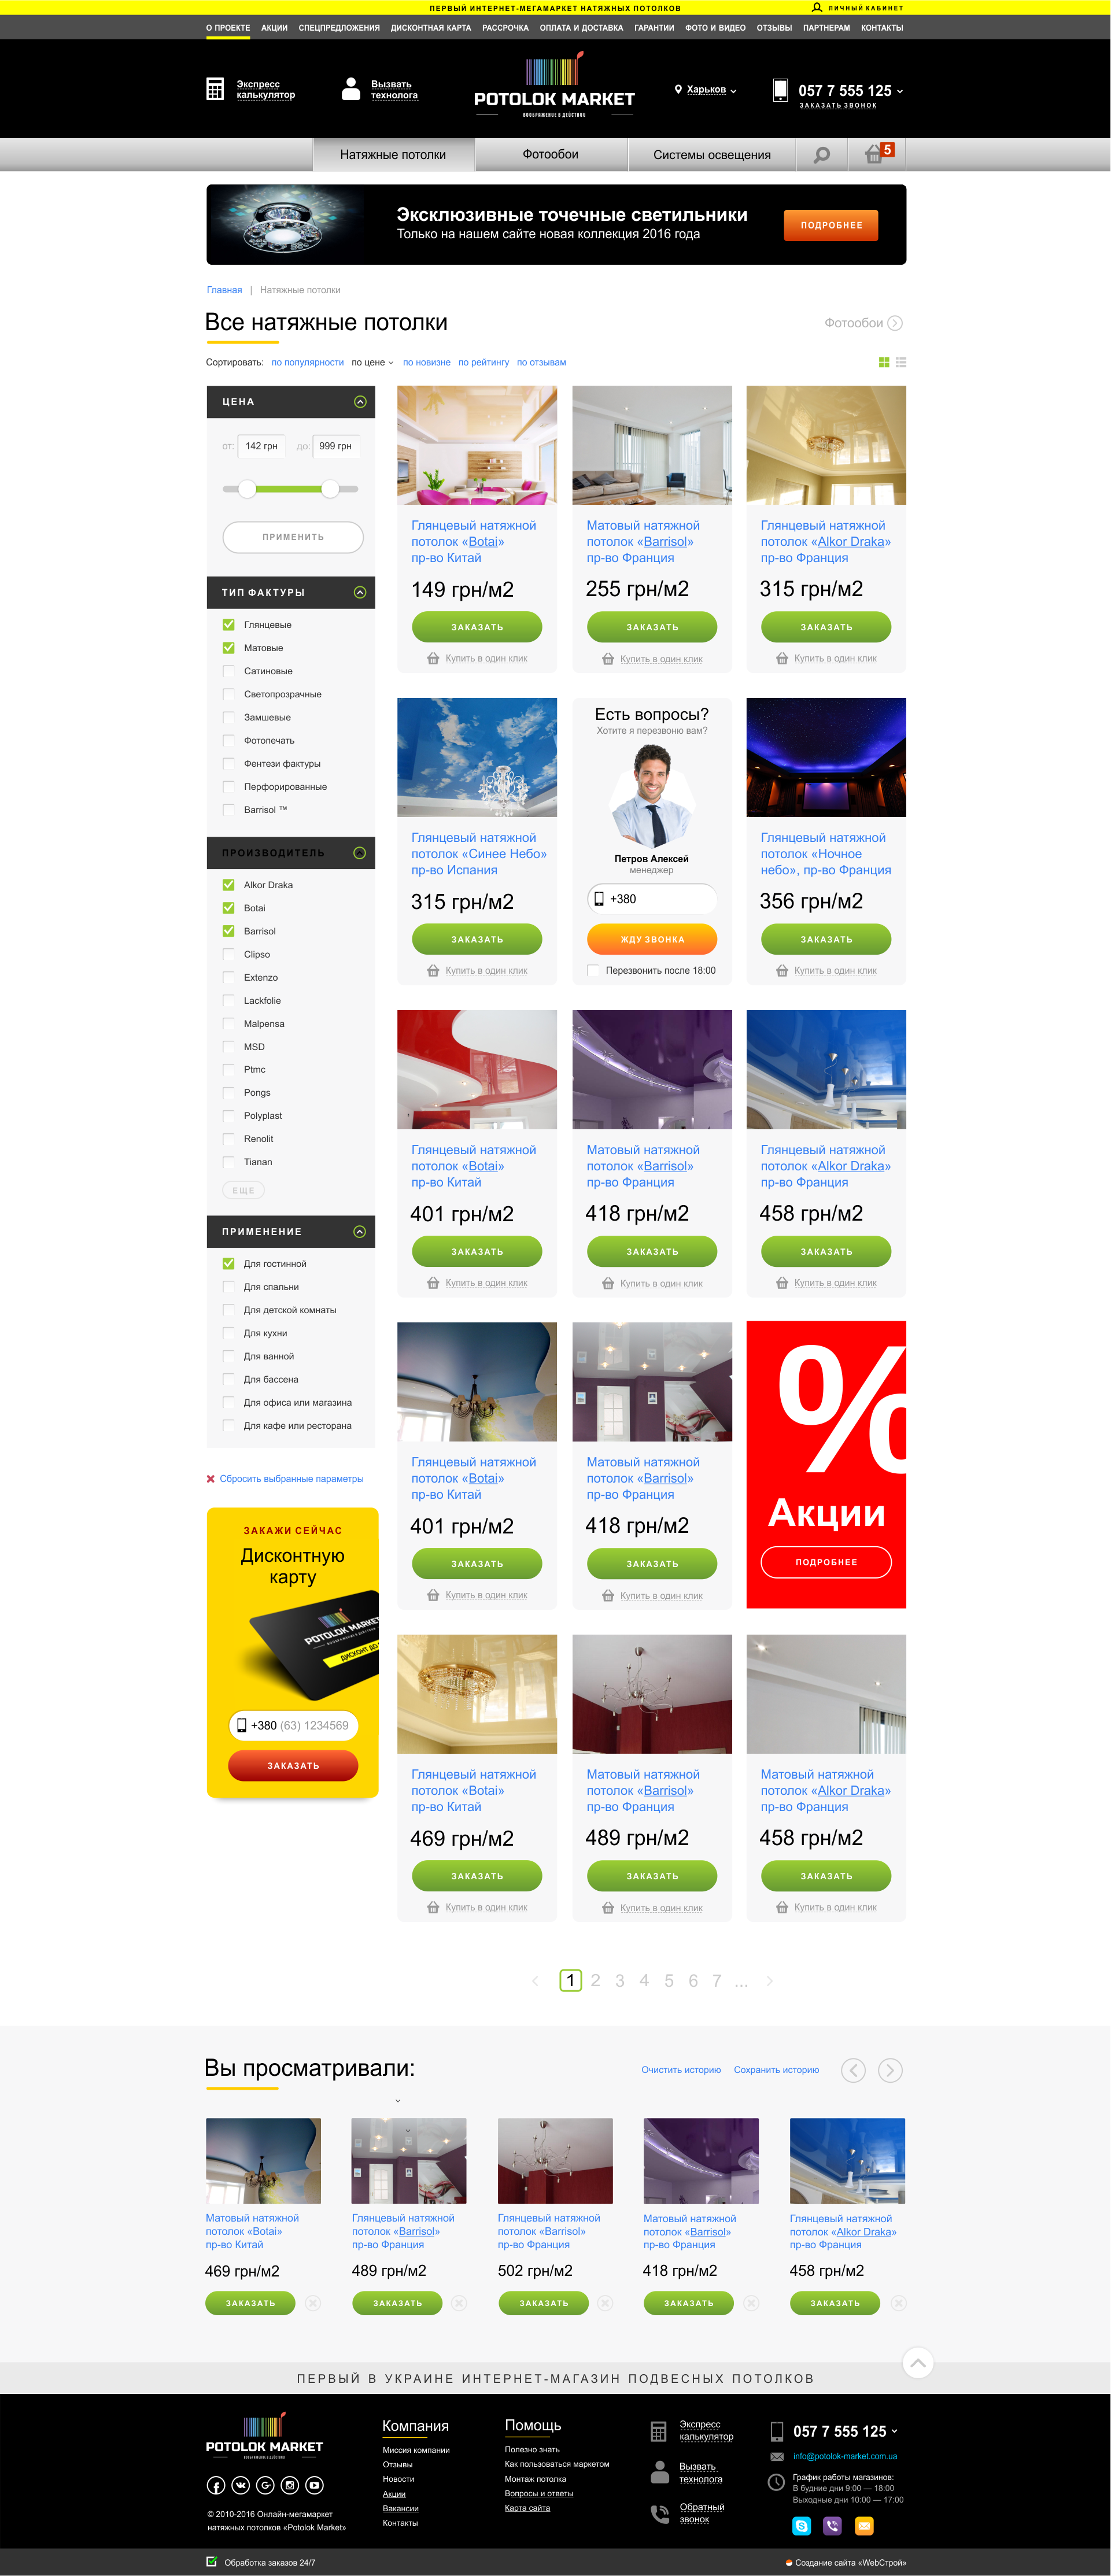 ПЕРВЫЙ ИНТЕРНЕТ-МЕГАМАРКЕТ НАТЯЖНЫХ ПОТОЛКОВ
ЛИЧНЫЙ КАБИНЕТ
О ПРОЕКТЕ АКЦИИ СПЕЦПРЕДЛОЖЕНИЯ ДИСКОНТНАЯ КАРТА РАССРОЧКА ОПЛАТА И ДОСТАВКА ГАРАНТИИ ФОТО И ВИДЕО ОТЗЫВЫ ПАРТНЕРАМ КОНТАКТЫ
Экспресс
калькулятор
Вызвать
технолога
POTOLOK MARKET
ВООБРАЖЕНИЕ В ДЕЙСТВИИ
Харьков
057 7 555 125
ЗАКАЗАТЬ ЗВОНОК
Натяжные потолки Фотообои Системы освещения 5
Эксклюзивные точечные светильники
Только на нашем сайте новая коллекция 2016 года
ПОДРОБНЕЕ
Главная | Натяжные потолки
Все натяжные потолки
Фотообои
Сортировать: по популярности по цене по новизне по рейтингу по отзывам
ЦЕНА
от: 142 грн до: 999 грн
ПРИМЕНИТЬ
ТИП ФАКТУРЫ
Глянцевые
Матовые
Сатиновые
Светопрозрачные
Замшевые
Фотопечать
Фентези фактуры
Перфорированные
Barrisol ™
ПРОИЗВОДИТЕЛЬ
Alkor Draka
Botai
Barrisol
Clipso
Extenzo
Lackfolie
Malpensa
MSD
Ptmc
Pongs
Polyplast
Renolit
Tianan
ЕЩЕ
ПРИМЕНЕНИЕ
Для гостинной
Для спальни
Для детской комнаты
Для кухни
Для ванной
Для бассена
Для офиса или магазина
Для кафе или ресторана
Сбросить выбранные параметры
ЗАКАЖИ СЕЙЧАС
Дисконтную
карту
POTOLOK MARKET
ДИСКОНТ ДО
+380 (63) 1234569
ЗАКАЗАТЬ
Глянцевый натяжной
потолок «Botai»
пр-во Китай
149 грн/м2
ЗАКАЗАТЬ
Купить в один клик
Матовый натяжной
потолок «Barrisol»
пр-во Франция
255 грн/м2
ЗАКАЗАТЬ
Купить в один клик
Глянцевый натяжной
потолок «Alkor Draka»
пр-во Франция
315 грн/м2
ЗАКАЗАТЬ
Купить в один клик
Глянцевый натяжной
потолок «Синее Небо»
пр-во Испания
315 грн/м2
ЗАКАЗАТЬ
Купить в один клик
Есть вопросы?
Хотите я перезвоню вам?
Петров Алексей
менеджер
+380
ЖДУ ЗВОНКА
Перезвонить после 18:00
Глянцевый натяжной
потолок «Ночное
небо», пр-во Франция
356 грн/м2
ЗАКАЗАТЬ
Купить в один клик
Глянцевый натяжной
потолок «Botai»
пр-во Китай
401 грн/м2
ЗАКАЗАТЬ
Купить в один клик
Матовый натяжной
потолок «Barrisol»
пр-во Франция
418 грн/м2
ЗАКАЗАТЬ
Купить в один клик
Глянцевый натяжной
потолок «Alkor Draka»
пр-во Франция
458 грн/м2
ЗАКАЗАТЬ
Купить в один клик
Глянцевый натяжной
потолок «Botai»
пр-во Китай
401 грн/м2
ЗАКАЗАТЬ
Купить в один клик
Матовый натяжной
потолок «Barrisol»
пр-во Франция
418 грн/м2
ЗАКАЗАТЬ
Купить в один клик
%
Акции
ПОДРОБНЕЕ
Глянцевый натяжной
потолок «Botai»
пр-во Китай
469 грн/м2
ЗАКАЗАТЬ
Купить в один клик
Матовый натяжной
потолок «Barrisol»
пр-во Франция
489 грн/м2
ЗАКАЗАТЬ
Купить в один клик
Матовый натяжной
потолок «Alkor Draka»
пр-во Франция
458 грн/м2
ЗАКАЗАТЬ
Купить в один клик
1 2 3 4 5 6 7 ...
Вы просматривали:
Очистить историю Сохранить историю
Матовый натяжной
потолок «Botai»
пр-во Китай
469 грн/м2
ЗАКАЗАТЬ
Глянцевый натяжной
потолок «Barrisol»
пр-во Франция
489 грн/м2
ЗАКАЗАТЬ
Глянцевый натяжной
потолок «Barrisol»
пр-во Франция
502 грн/м2
ЗАКАЗАТЬ
Матовый натяжной
потолок «Barrisol»
пр-во Франция
418 грн/м2
ЗАКАЗАТЬ
Глянцевый натяжной
потолок «Alkor Draka»
пр-во Франция
458 грн/м2
ЗАКАЗАТЬ
ПЕРВЫЙ В УКРАИНЕ ИНТЕРНЕТ-МАГАЗИН ПОДВЕСНЫХ ПОТОЛКОВ
POTOLOK MARKET
ВООБРАЖЕНИЕ В ДЕЙСТВИИ
© 2010-2016 Онлайн-мегамаркет
натяжных потолков «Potolok Market»
Компания
Миссия компании
Отзывы
Новости
Акции
Вакансии
Контакты
Помощь
Полезно знать
Как пользоваться маркетом
Монтаж потолка
Вопросы и ответы
Карта сайта
Экспресс
калькулятор
Вызвать
технолога
Обратный
звонок
057 7 555 125
info@potolok-market.com.ua
График работы магазинов:
В будние дни 9:00 — 18:00
Выходные дни 10:00 — 17:00
Обработка заказов 24/7
Создание сайта «WebСтрой»